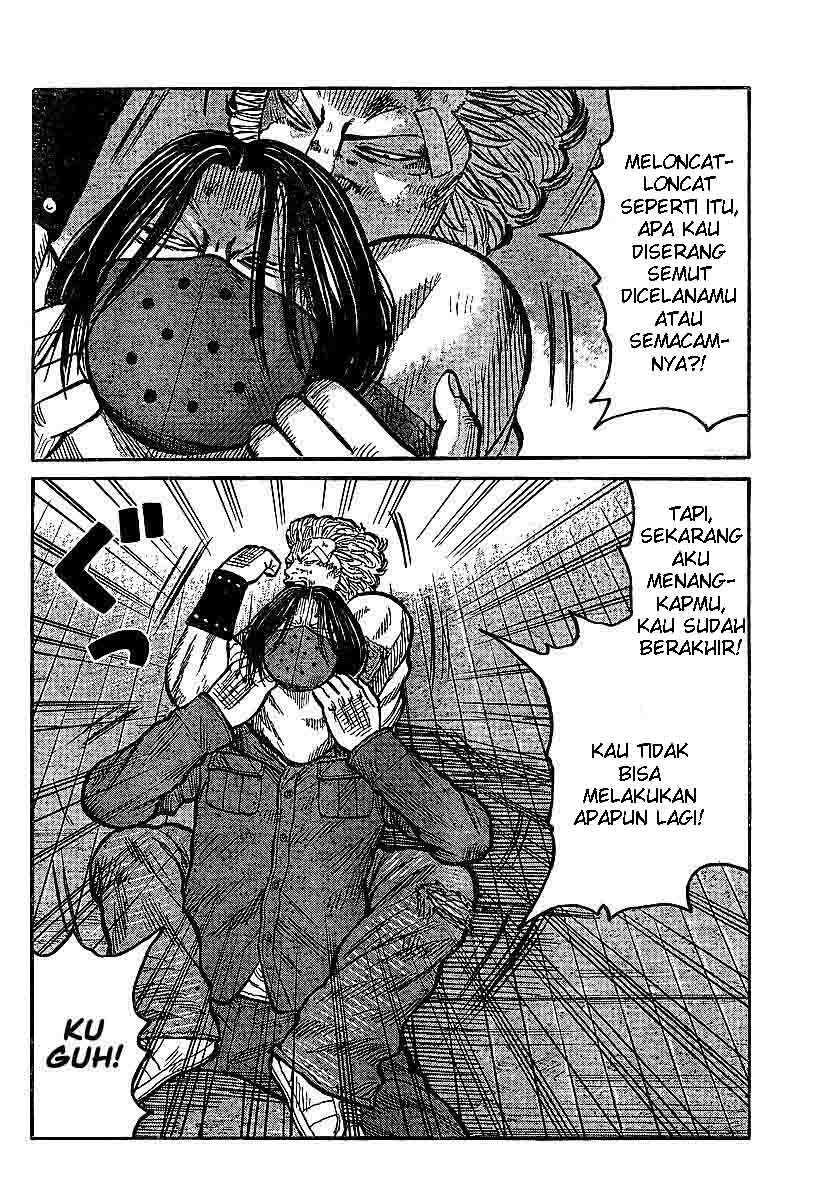 MELONCAT-
LONCAT
SEPERTI ITU,
APA KAU
DISERANG
SEMUT
DICELANAMU
ATAU
SEMACAM-
NYA?!
TAPI,
SEKARANG
AKU
MENANG-
KAPMU,
KAU SUDAH
BERAKHIR!
KAU TIDAK
BISA
MELAKUKAN
APAPUN LAGI!
ぐっ
KU
GUH!